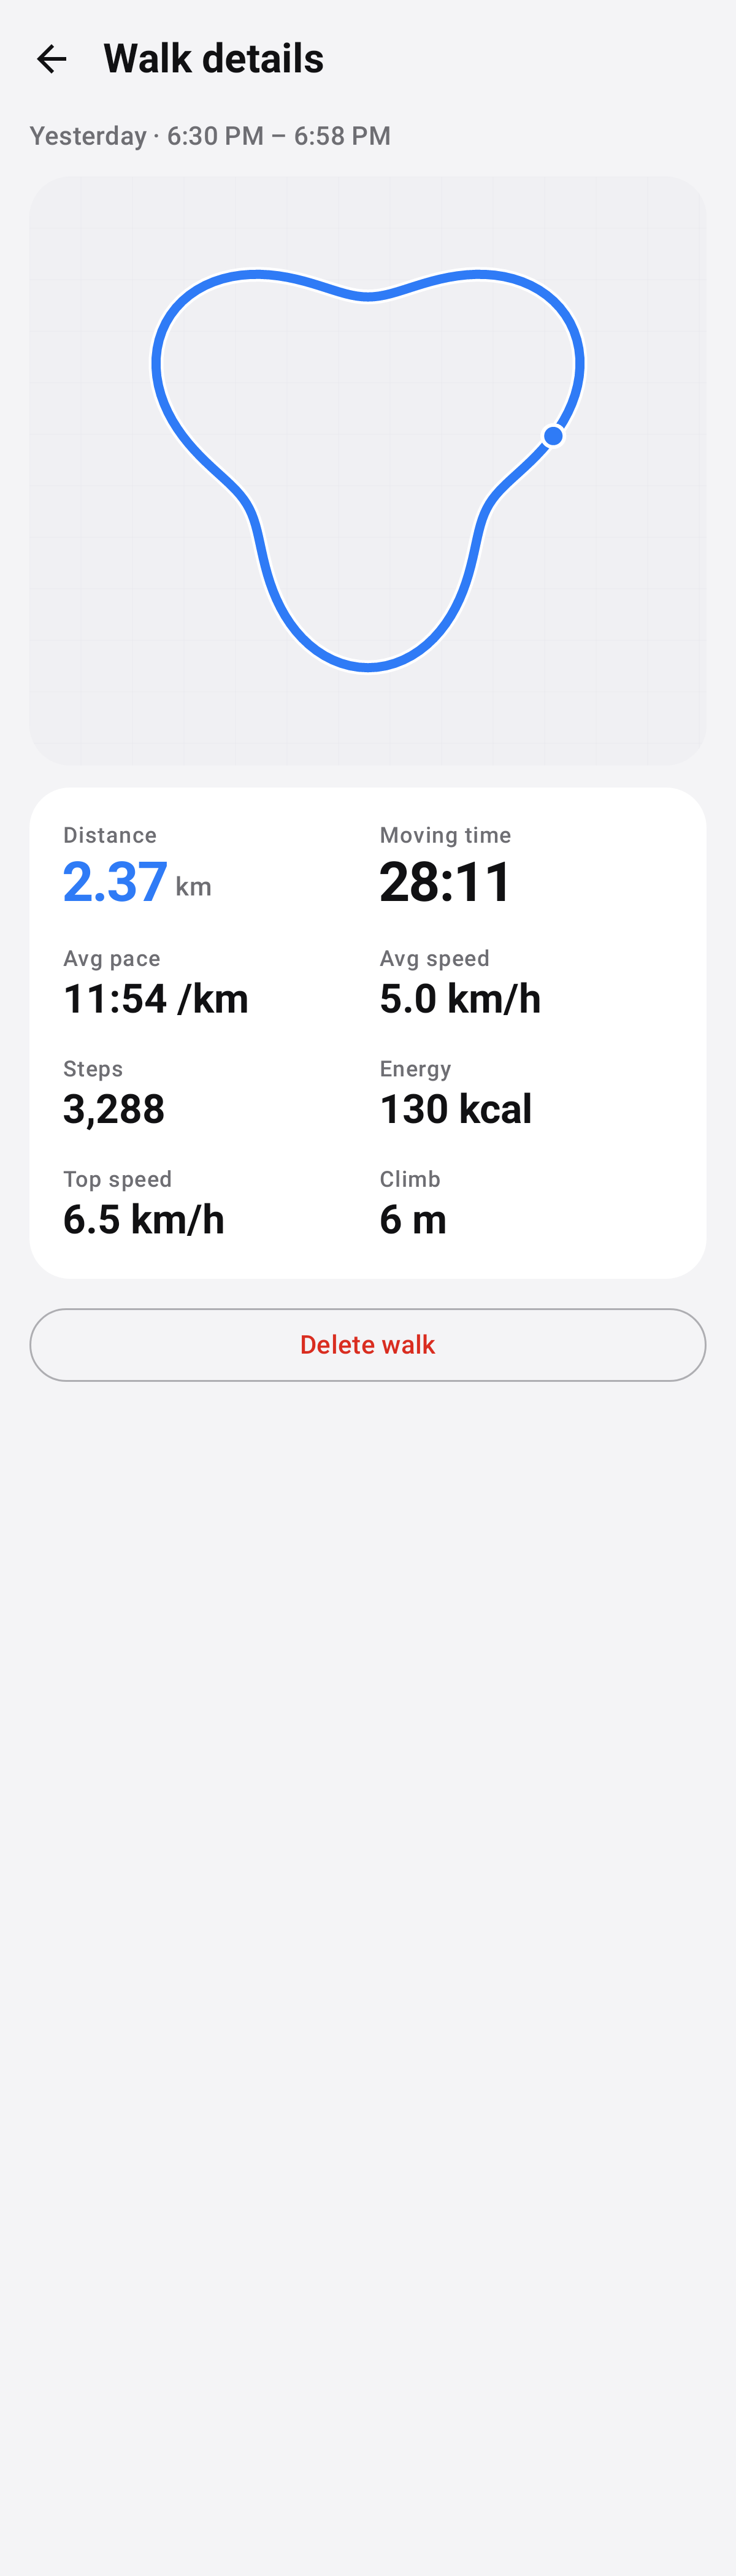 Walk details
Yesterday · 6:30 PM – 6:58 PM
Distance
Moving time
2.37 km
28:11
Avg pace
Avg speed
11:54 /km
5.0 km/h
Steps
Energy
3,288
130 kcal
Top speed
Climb
6.5 km/h
6 m
Delete walk